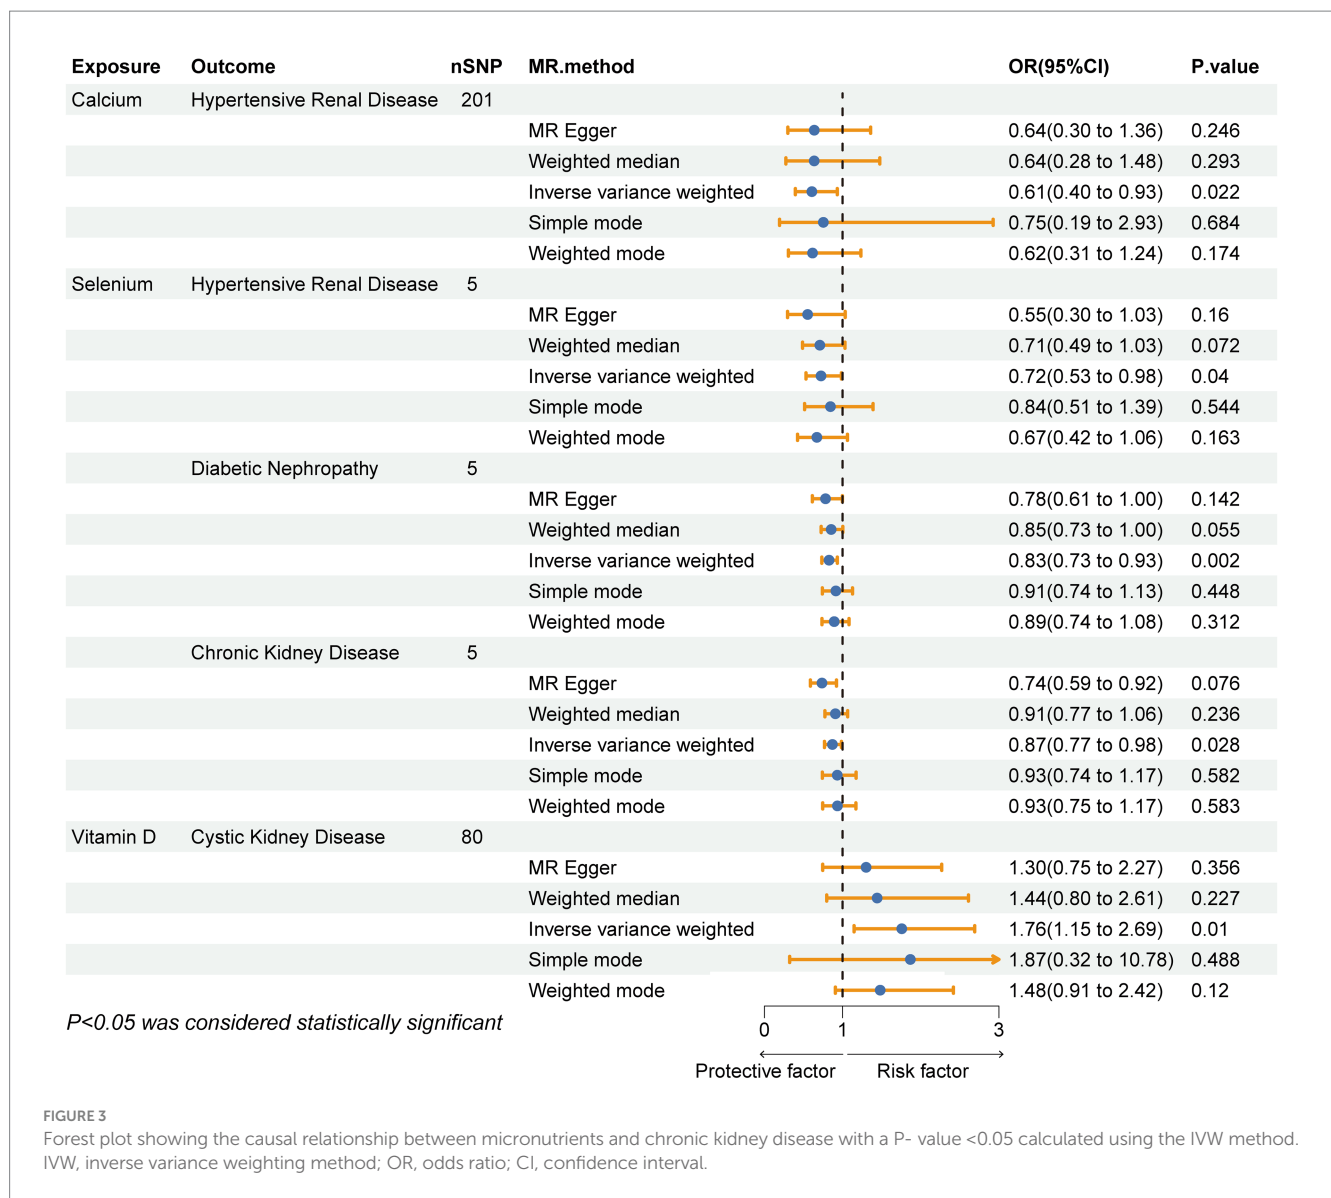 Exposure Outcome nSNP MR.method OR(95%CI) P.value
Calcium Hypertensive Renal Disease 201
MR Egger 0.64(0.30 to 1.36) 0.246
Weighted median 0.64(0.28 to 1.48) 0.293
Inverse variance weighted 0.61(0.40 to 0.93) 0.022
Simple mode 0.75(0.19 to 2.93) 0.684
Weighted mode 0.62(0.31 to 1.24) 0.174
Selenium Hypertensive Renal Disease 5
MR Egger 0.55(0.30 to 1.03) 0.16
Weighted median 0.71(0.49 to 1.03) 0.072
Inverse variance weighted 0.72(0.53 to 0.98) 0.04
Simple mode 0.84(0.51 to 1.39) 0.544
Weighted mode 0.67(0.42 to 1.06) 0.163
Diabetic Nephropathy 5
MR Egger 0.78(0.61 to 1.00) 0.142
Weighted median 0.85(0.73 to 1.00) 0.055
Inverse variance weighted 0.83(0.73 to 0.93) 0.002
Simple mode 0.91(0.74 to 1.13) 0.448
Weighted mode 0.89(0.74 to 1.08) 0.312
Chronic Kidney Disease 5
MR Egger 0.74(0.59 to 0.92) 0.076
Weighted median 0.91(0.77 to 1.06) 0.236
Inverse variance weighted 0.87(0.77 to 0.98) 0.028
Simple mode 0.93(0.74 to 1.17) 0.582
Weighted mode 0.93(0.75 to 1.17) 0.583
Vitamin D Cystic Kidney Disease 80
MR Egger 1.30(0.75 to 2.27) 0.356
Weighted median 1.44(0.80 to 2.61) 0.227
Inverse variance weighted 1.76(1.15 to 2.69) 0.01
Simple mode 1.87(0.32 to 10.78) 0.488
Weighted mode 1.48(0.91 to 2.42) 0.12
P<0.05 was considered statistically significant
0 1 3
Protective factor Risk factor
FIGURE 3
Forest plot showing the causal relationship between micronutrients and chronic kidney disease with a P- value <0.05 calculated using the IVW method.
IVW, inverse variance weighting method; OR, odds ratio; CI, confidence interval.